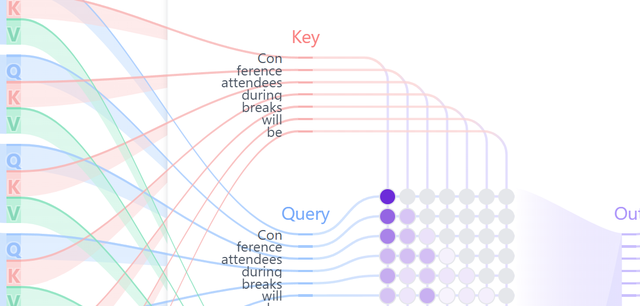 K
V
Q
K
V
Q
K
V
Q
K
V
Key
Con
ference
attendees
during
breaks
will
be
Query
Con
ference
attendees
during
breaks
will
Out